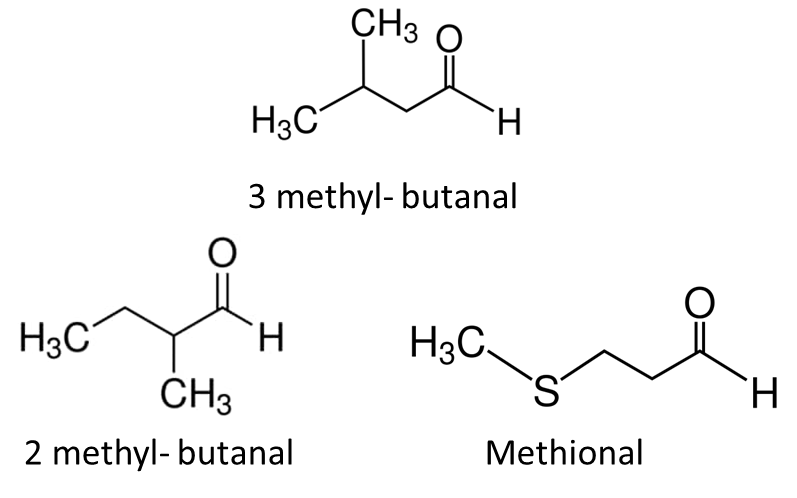 CH3
O
H3C
H
3 methyl- butanal
O
H3C
H
CH3
2 methyl- butanal
O
H3C
S
H
Methional